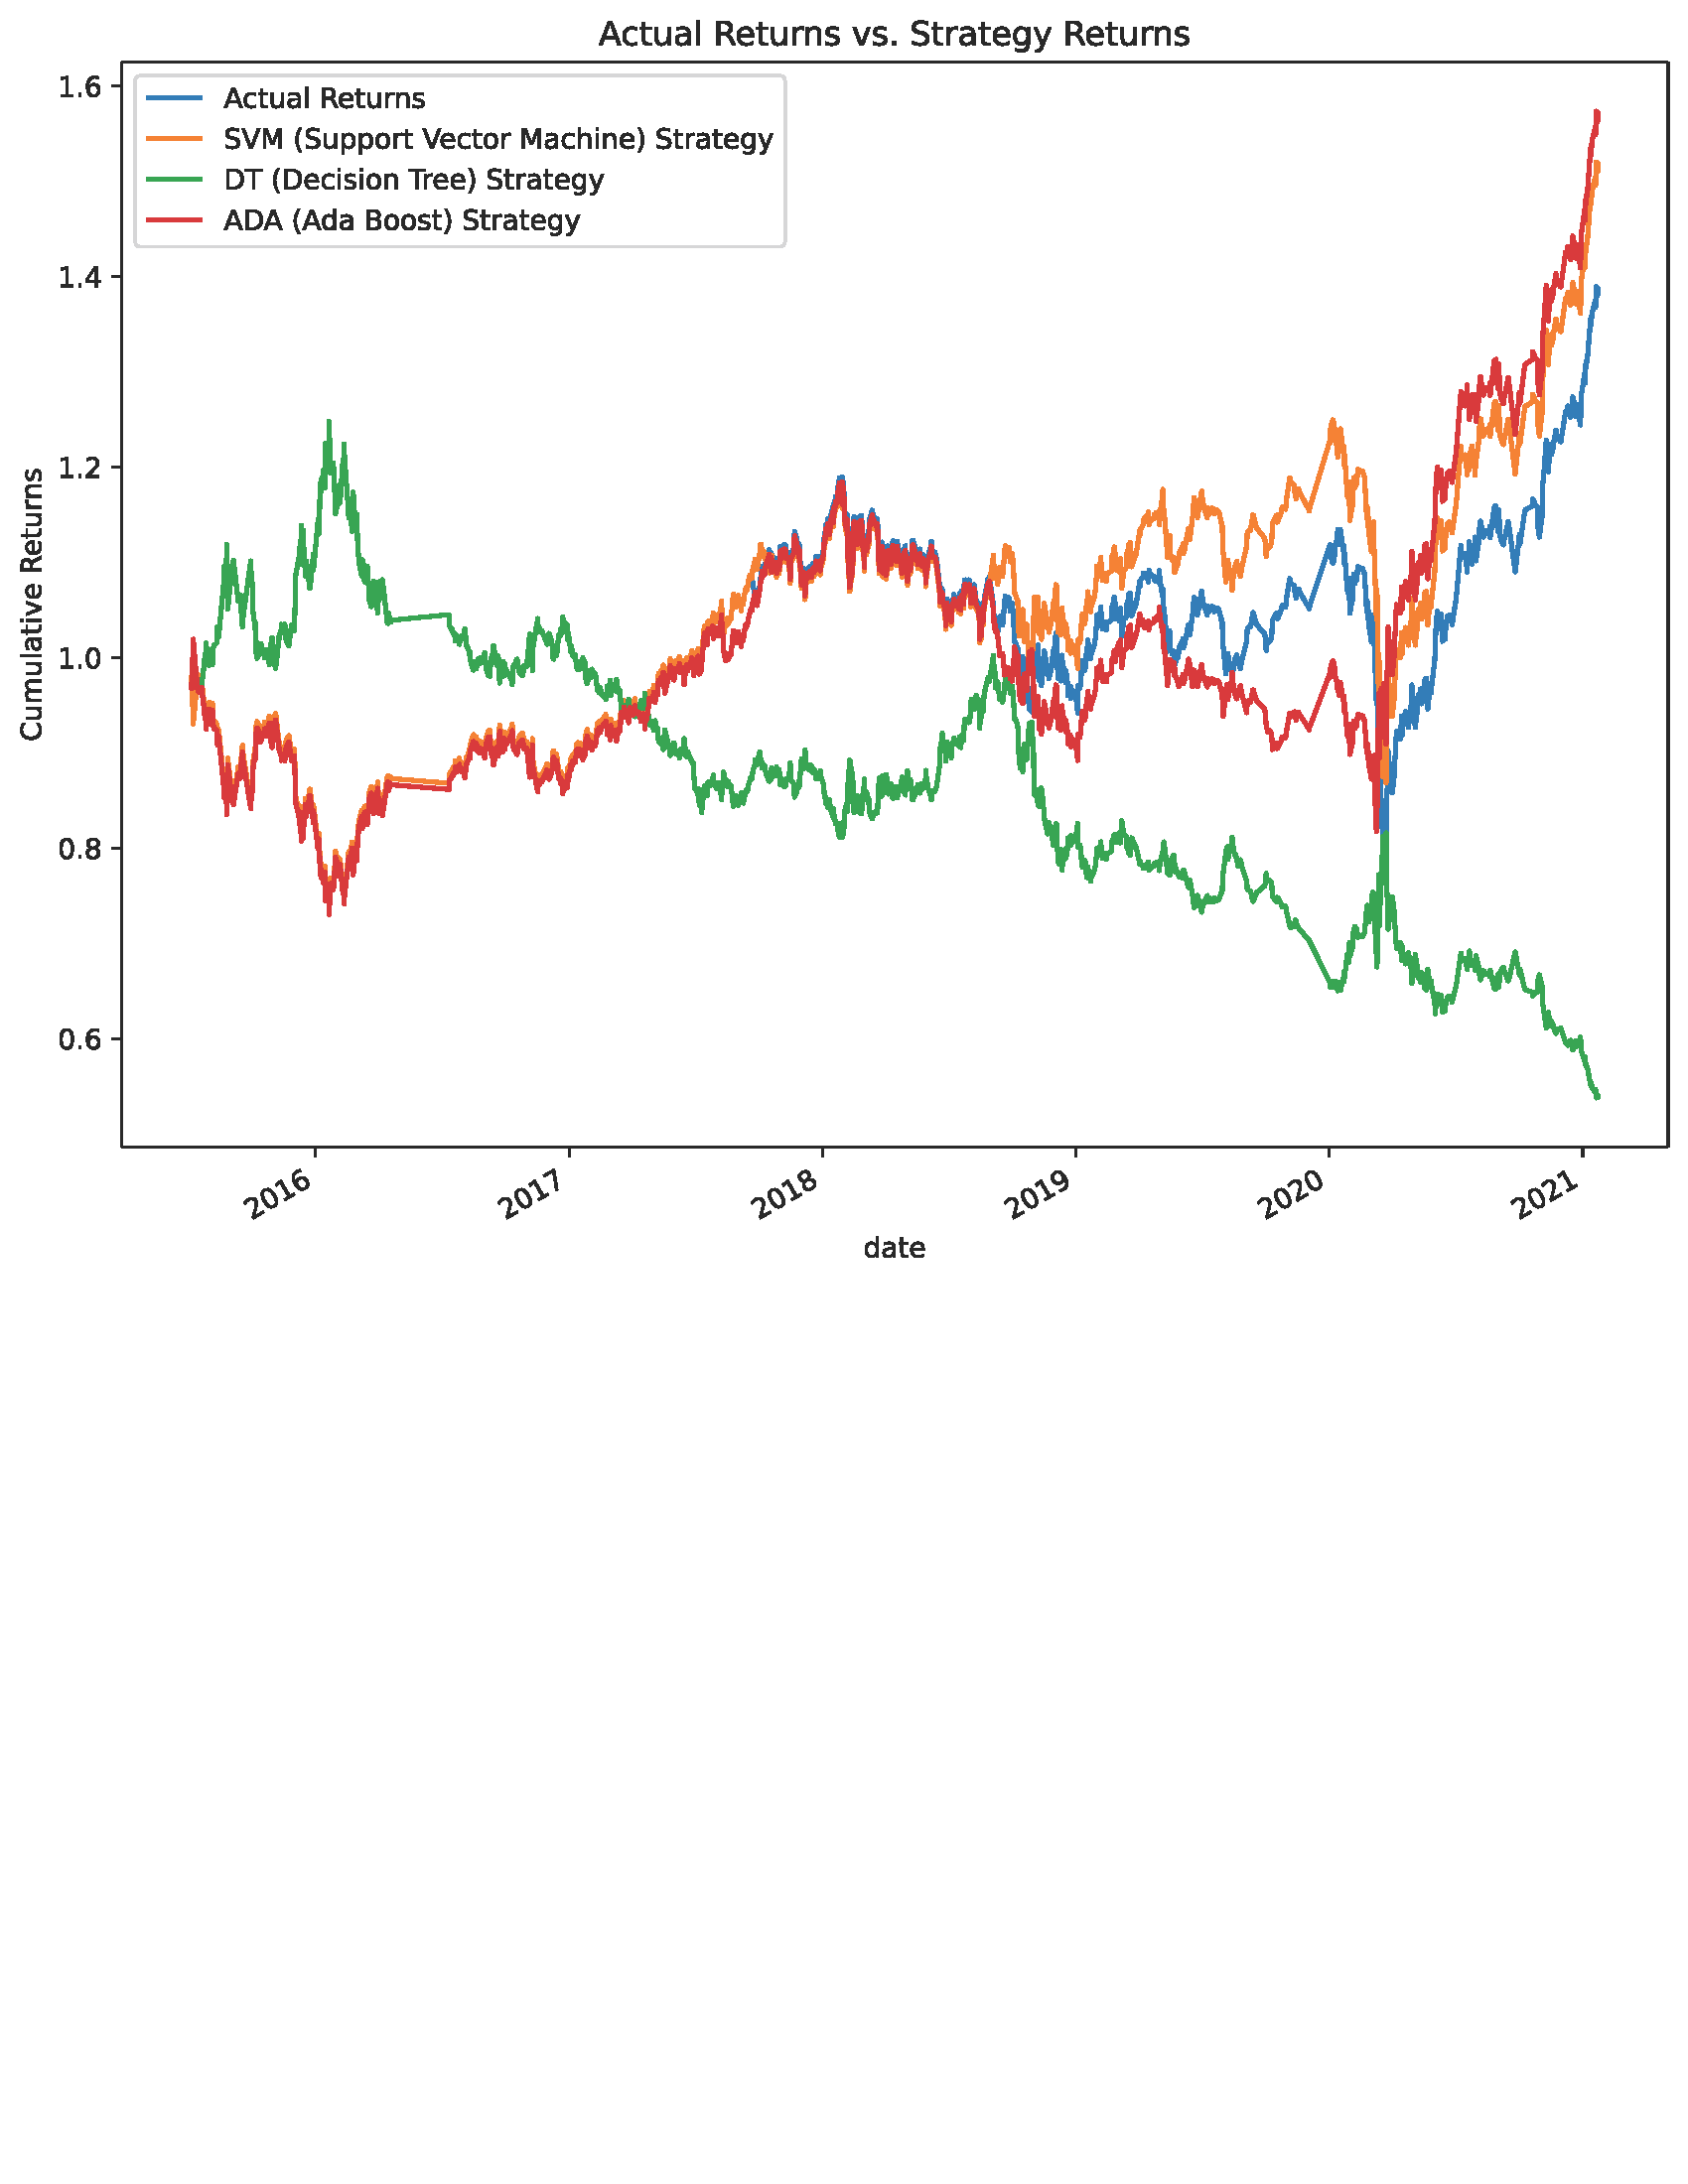 Actual Returns vs. Strategy Returns
Actual Returns
SVM (Support Vector Machine) Strategy
DT (Decision Tree) Strategy
ADA (Ada Boost) Strategy
Cumulative Returns
1.6
1.4
1.2
1.0
0.8
0.6
2016
2017
2018
2019
2020
2021
date